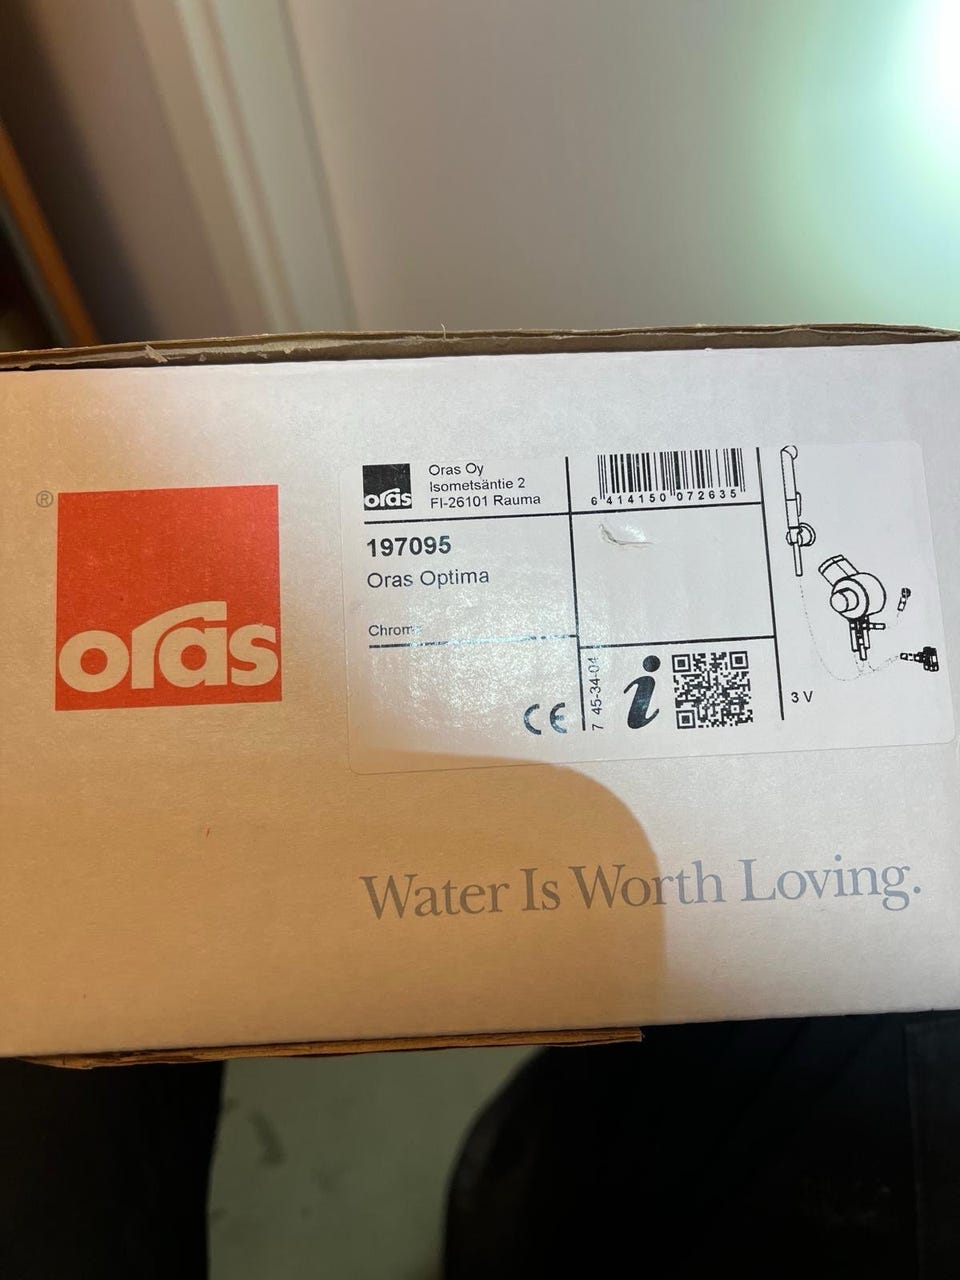 ®
oras
oras
Oras Oy
Isometsäntie 2
FI-26101 Rauma
6 414150 072635
197095
Oras Optima
Chrome
CE
7 45-34-04
i
3 V
Water Is Worth Loving.